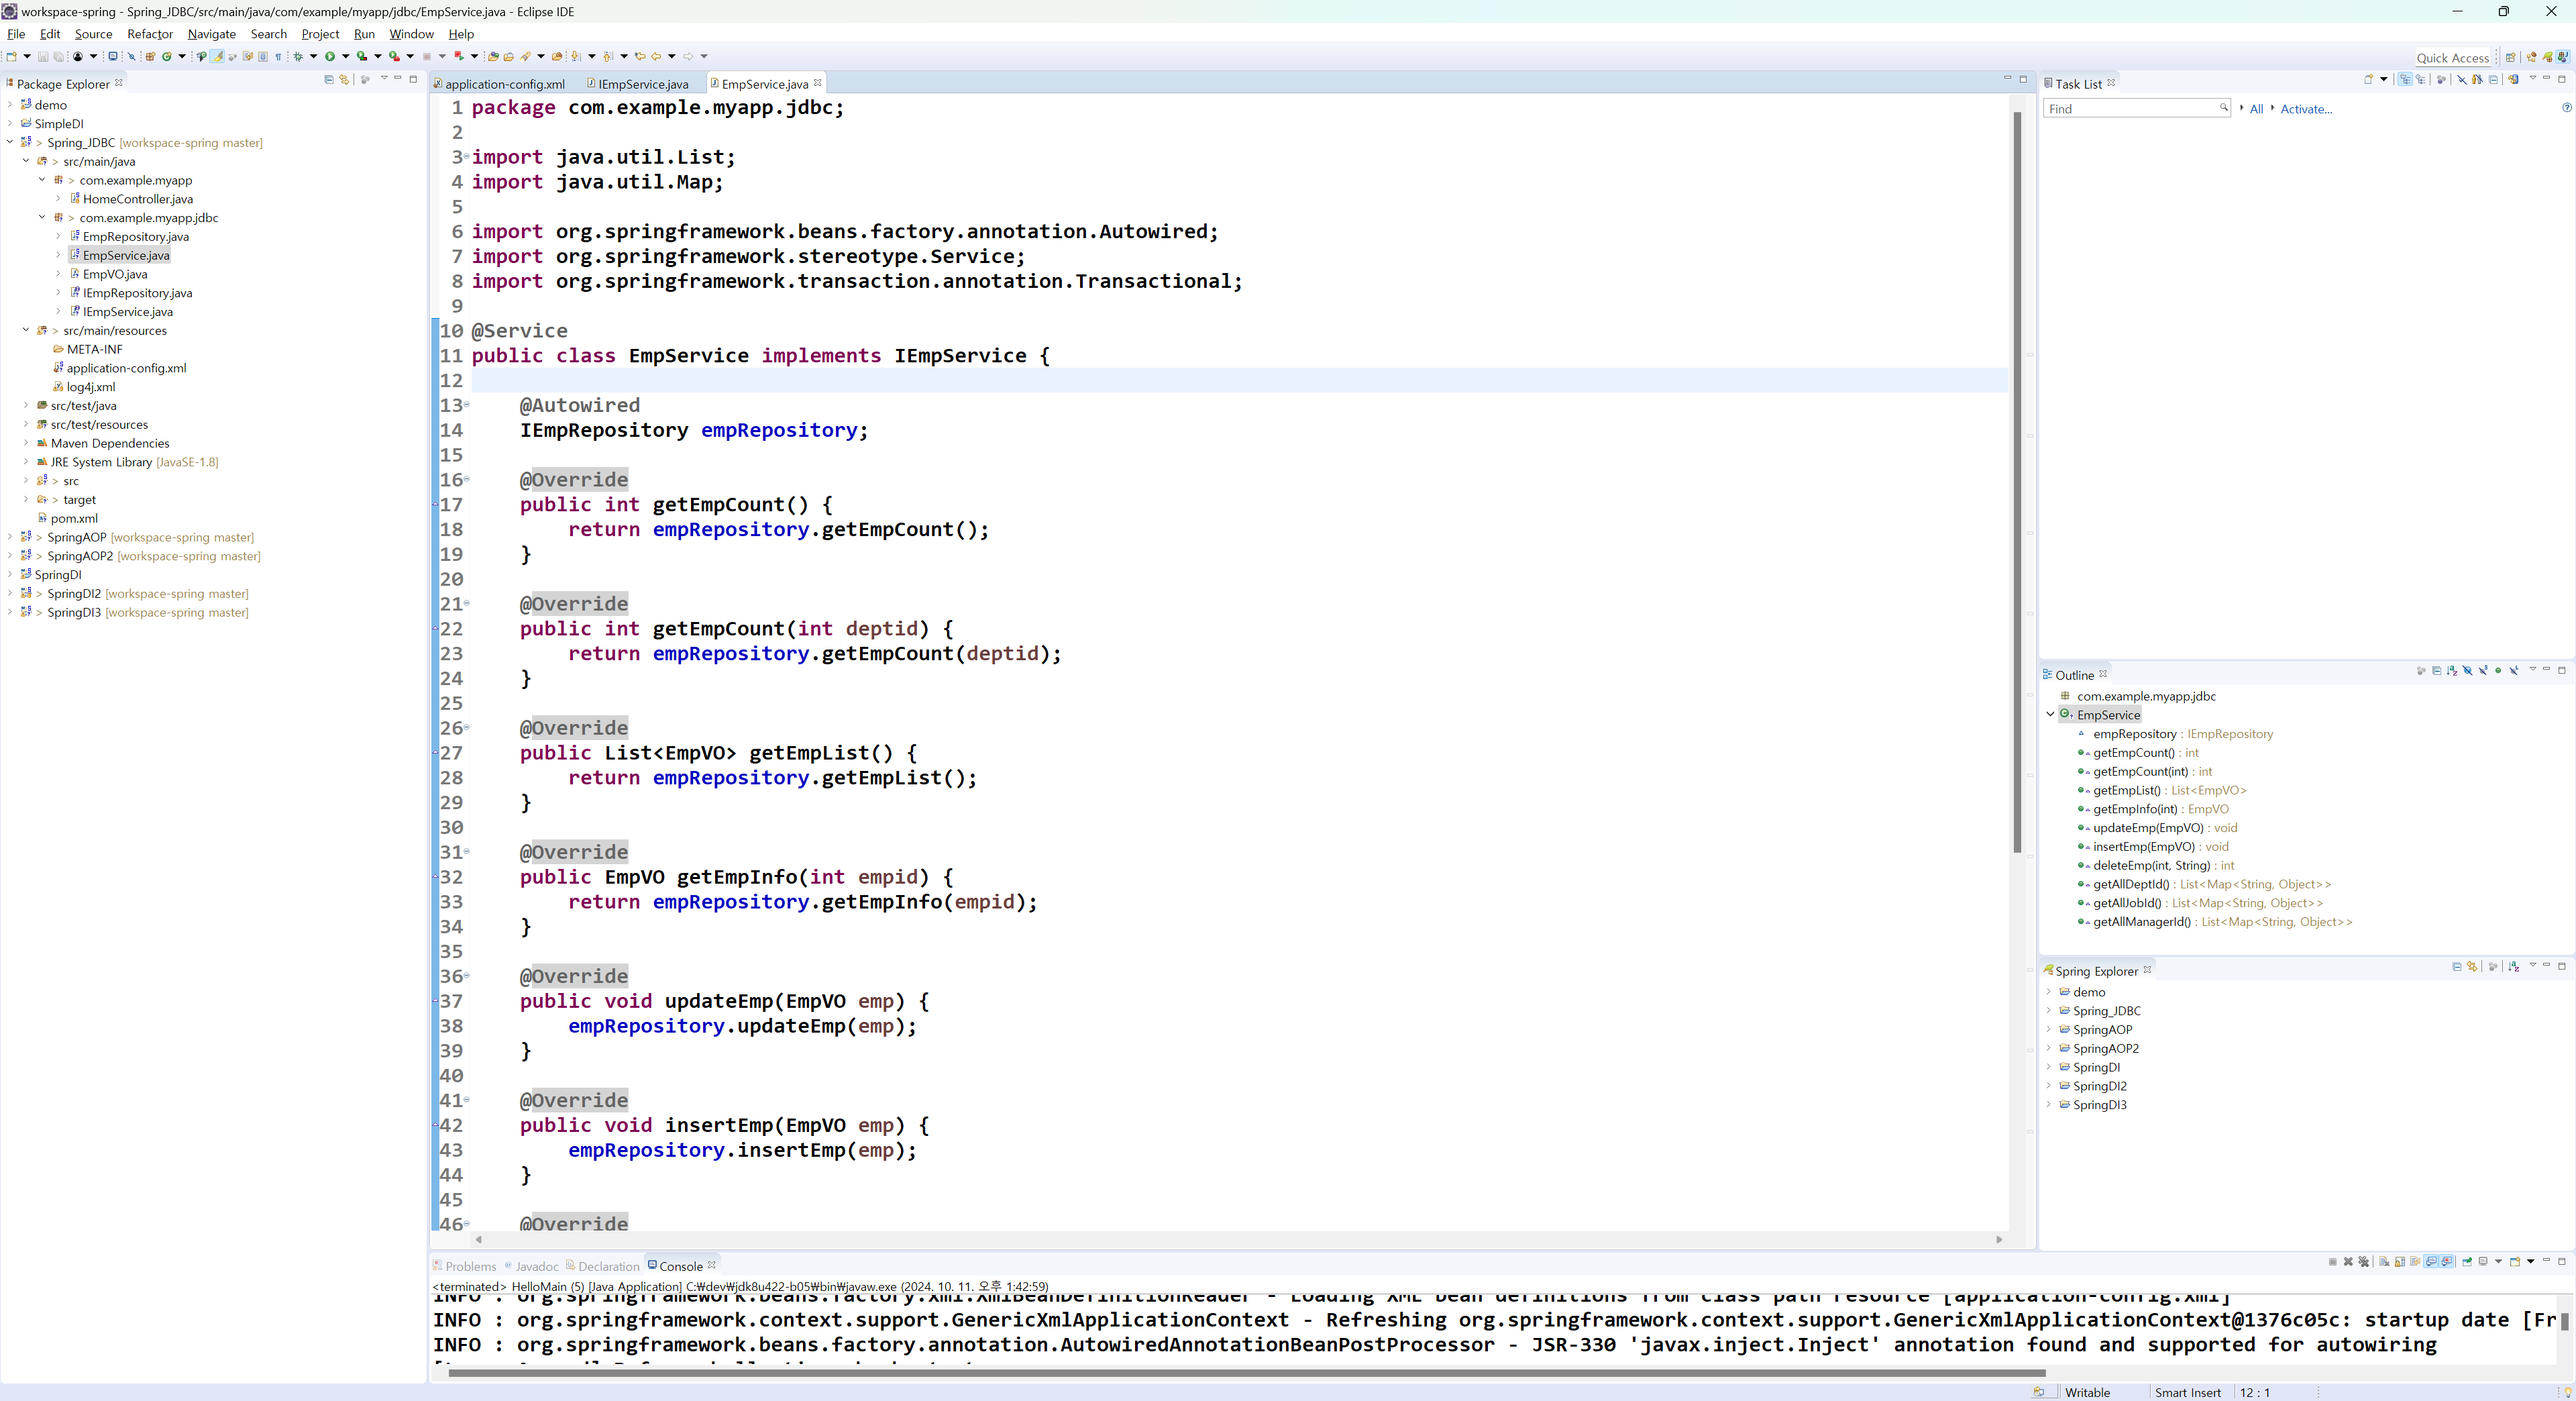 workspace-spring - Spring_JDBC/src/main/java/com/example/myapp/jdbc/EmpService.java - Eclipse IDE
File Edit Source Refactor Navigate Search Project Run Window Help
Quick Access
Package Explorer
demo
SimpleDI
> Spring_JDBC [workspace-spring master]
> src/main/java
> com.example.myapp
HomeController.java
> com.example.myapp.jdbc
EmpRepository.java
EmpService.java
EmpVO.java
IEmpRepository.java
IEmpService.java
> src/main/resources
META-INF
application-config.xml
log4j.xml
src/test/java
src/test/resources
Maven Dependencies
JRE System Library [JavaSE-1.8]
> src
> target
pom.xml
> SpringAOP [workspace-spring master]
> SpringAOP2 [workspace-spring master]
SpringDI
> SpringDI2 [workspace-spring master]
> SpringDI3 [workspace-spring master]
application-config.xml IEmpService.java EmpService.java
1 package com.example.myapp.jdbc;
2
3 import java.util.List;
4 import java.util.Map;
5
6 import org.springframework.beans.factory.annotation.Autowired;
7 import org.springframework.stereotype.Service;
8 import org.springframework.transaction.annotation.Transactional;
9
10 @Service
11 public class EmpService implements IEmpService {
12
13 @Autowired
14 IEmpRepository empRepository;
15
16 @Override
17 public int getEmpCount() {
18 return empRepository.getEmpCount();
19 }
20
21 @Override
22 public int getEmpCount(int deptid) {
23 return empRepository.getEmpCount(deptid);
24 }
25
26 @Override
27 public List<EmpVO> getEmpList() {
28 return empRepository.getEmpList();
29 }
30
31 @Override
32 public EmpVO getEmpInfo(int empid) {
33 return empRepository.getEmpInfo(empid);
34 }
35
36 @Override
37 public void updateEmp(EmpVO emp) {
38 empRepository.updateEmp(emp);
39 }
40
41 @Override
42 public void insertEmp(EmpVO emp) {
43 empRepository.insertEmp(emp);
44 }
45
46 @Override
Task List
Find All Activate...
Outline
com.example.myapp.jdbc
EmpService
empRepository : IEmpRepository
getEmpCount() : int
getEmpCount(int) : int
getEmpList() : List<EmpVO>
getEmpInfo(int) : EmpVO
updateEmp(EmpVO) : void
insertEmp(EmpVO) : void
deleteEmp(int, String) : int
getAllDeptId() : List<Map<String, Object>>
getAllJobId() : List<Map<String, Object>>
getAllManagerId() : List<Map<String, Object>>
Spring Explorer
demo
Spring_JDBC
SpringAOP
SpringAOP2
SpringDI
SpringDI2
SpringDI3
Problems Javadoc Declaration Console
<terminated> HelloMain (5) [Java Application] C:₩dev₩jdk8u422-b05₩bin₩javaw.exe (2024. 10. 11. 오후 1:42:59)
INFO : org.springframework.beans.factory.xml.XmlBeanDefinitionReader - Loading XML bean definitions from class path resource [application-config.xml]
INFO : org.springframework.context.support.GenericXmlApplicationContext - Refreshing org.springframework.context.support.GenericXmlApplicationContext@1376c05c: startup date [Fr
INFO : org.springframework.beans.factory.annotation.AutowiredAnnotationBeanPostProcessor - JSR-330 'javax.inject.Inject' annotation found and supported for autowiring
Writable Smart Insert 12 : 1